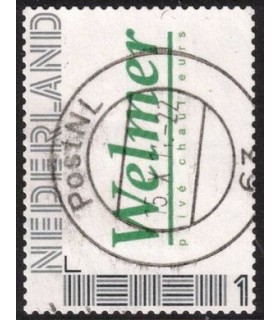 NEDERLAND
Welmer
privé chauffeurs
PostNL
1